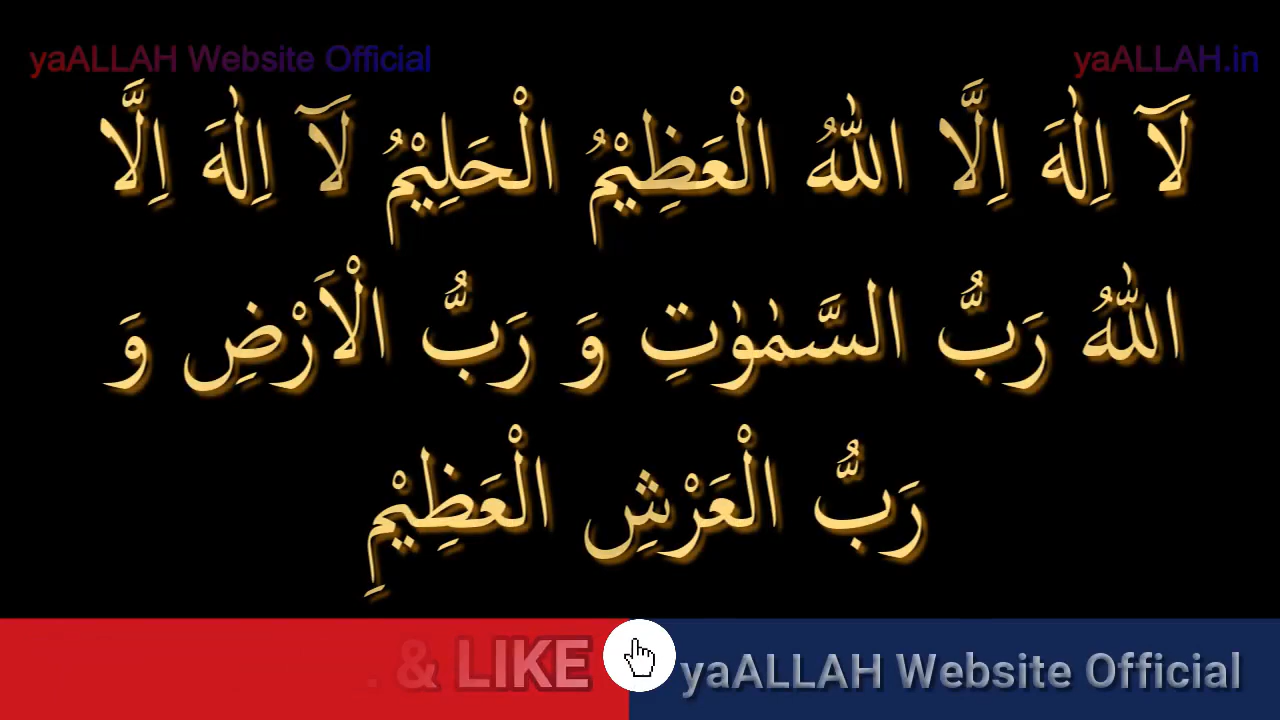 yaALLAH Website Official
yaALLAH.in
لَآ اِلٰهَ اِلَّا اللّٰهُ الْعَظِيْمُ الْحَلِيْمُ لَآ اِلٰهَ اِلَّا
اللّٰهُ رَبُّ السَّمٰوٰتِ وَ رَبُّ الْاَرْضِ وَ
رَبُّ الْعَرْشِ الْعَظِيْمِ
& LIKE
yaALLAH Website Official